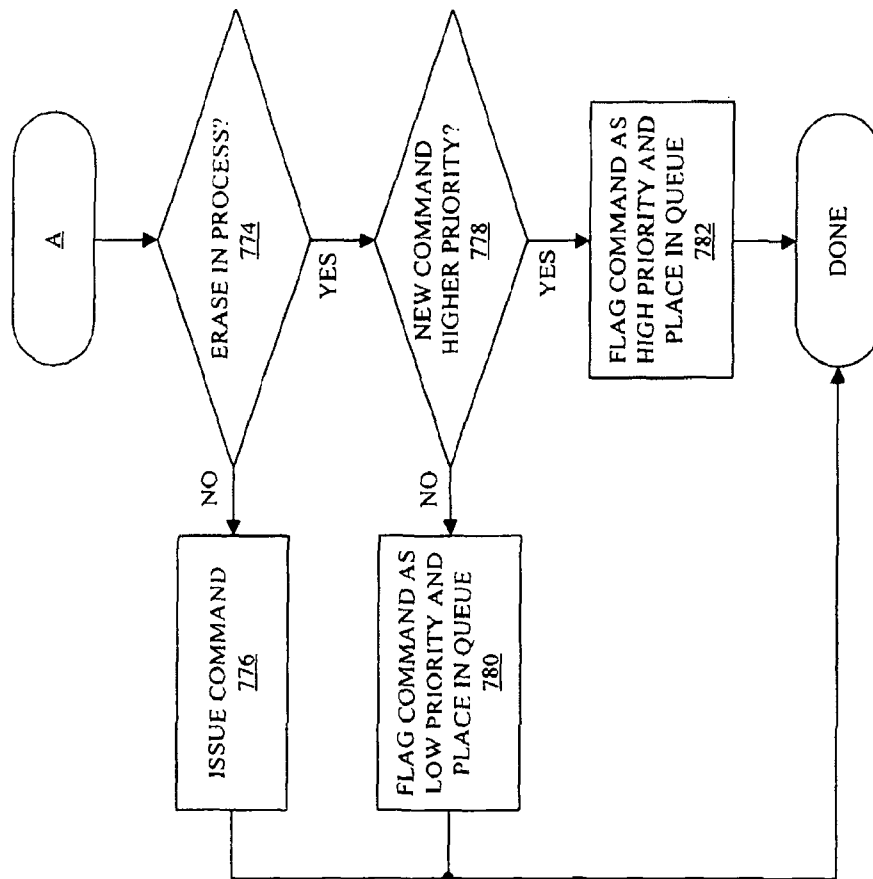 A
ERASE IN PROCESS?
774
NO
YES
ISSUE COMMAND
776
NEW COMMAND
HIGHER PRIORITY?
778
NO
YES
FLAG COMMAND AS
LOW PRIORITY AND
PLACE IN QUEUE
780
FLAG COMMAND AS
HIGH PRIORITY AND
PLACE IN QUEUE
782
DONE